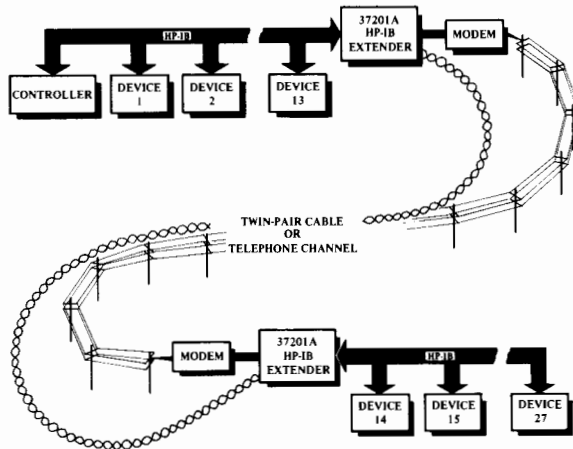 37201A
HP-IB
EXTENDER
MODEM
HP-IB
CONTROLLER
DEVICE
1
DEVICE
2
DEVICE
13
TWIN-PAIR CABLE
OR
TELEPHONE CHANNEL
MODEM
37201A
HP-IB
EXTENDER
HP-IB
DEVICE
14
DEVICE
15
DEVICE
27